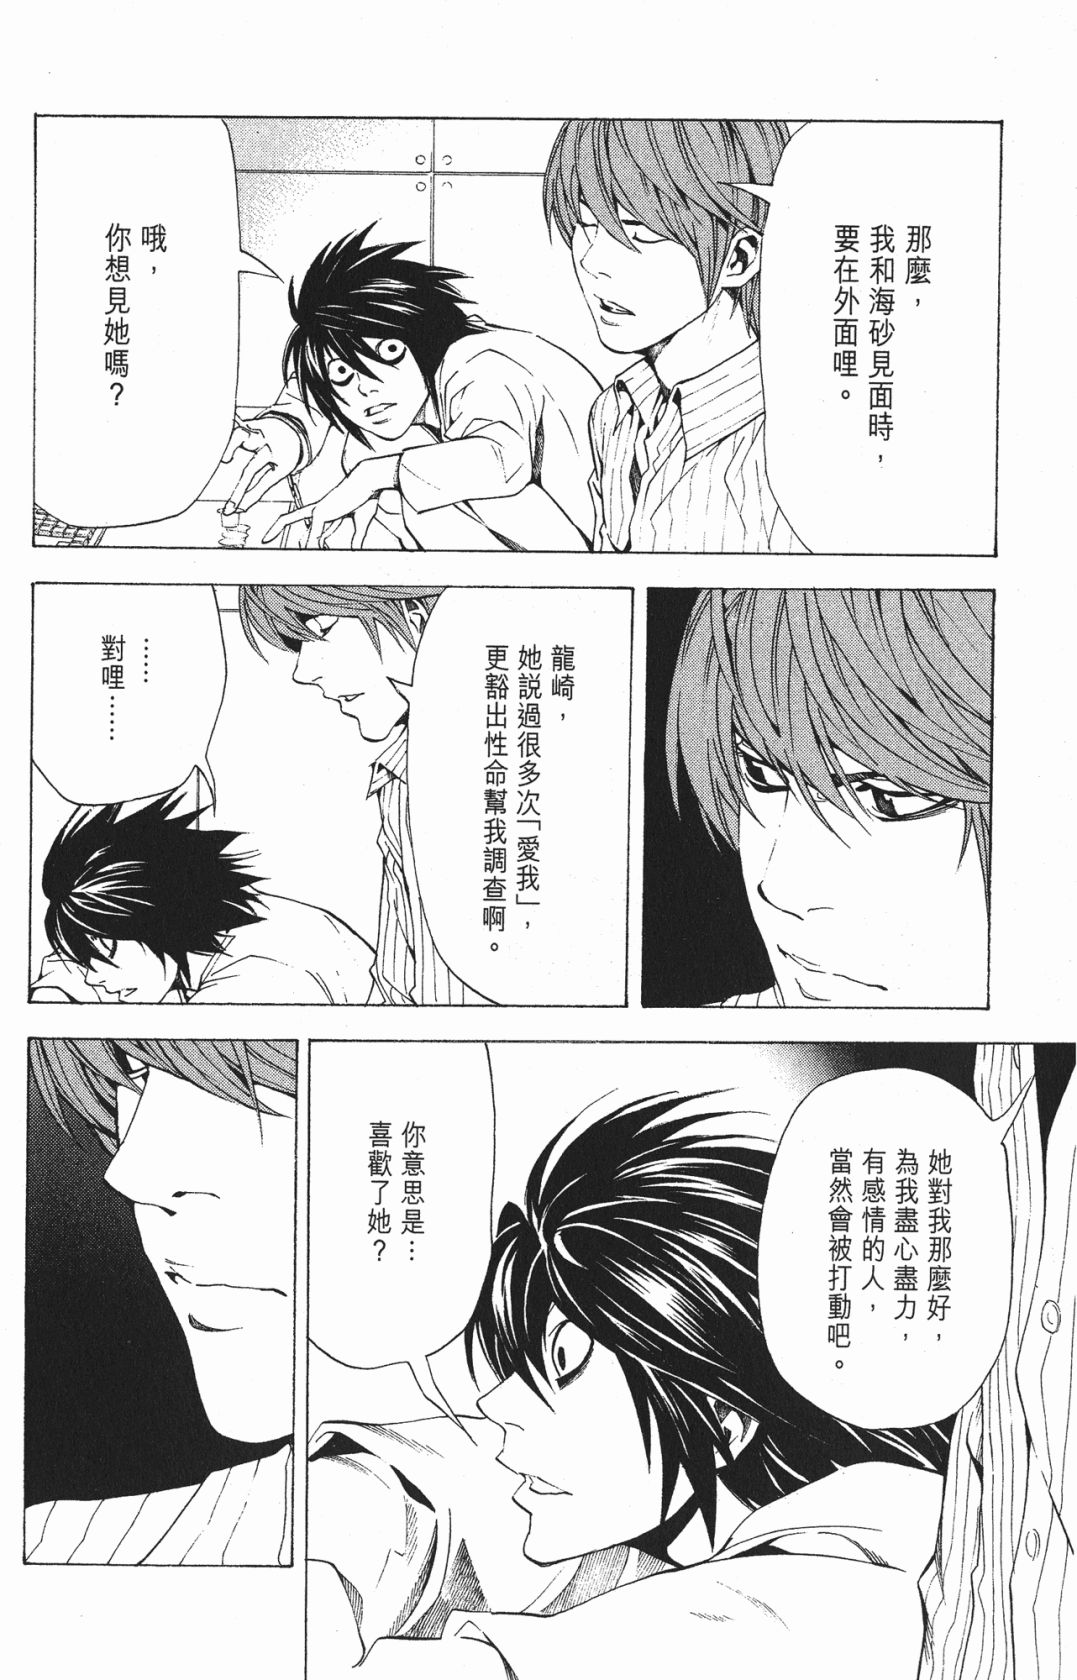 那麼，
我和海砂見面時，
要在外面哩。
哦，
你想見她嗎？
龍崎，
她說過很多次「愛我」，
更豁出性命幫我調查啊。
……
對哩……
她對我那麼好，
為我盡心盡力，
有感情的人，
當然會被打動吧。
你意思是…
喜歡了她？